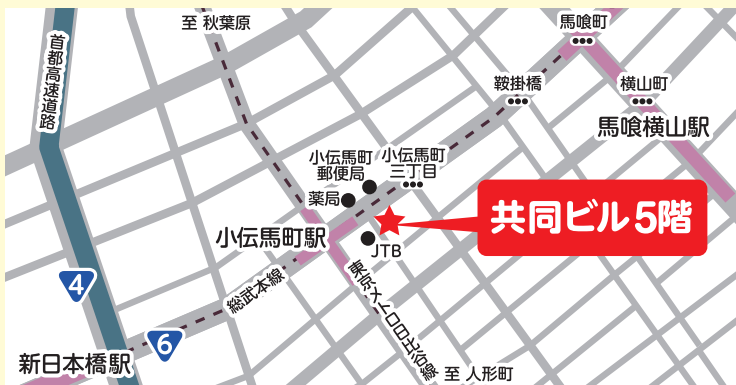 至 秋葉原
馬喰町
首都高速道路
鞍掛橋
横山町
馬喰横山駅
小伝馬町
郵便局
小伝馬町
三丁目
薬局
共同ビル5階
小伝馬町駅
JTB
4
総武本線
東京メトロ日比谷線
6
新日本橋駅
至 人形町